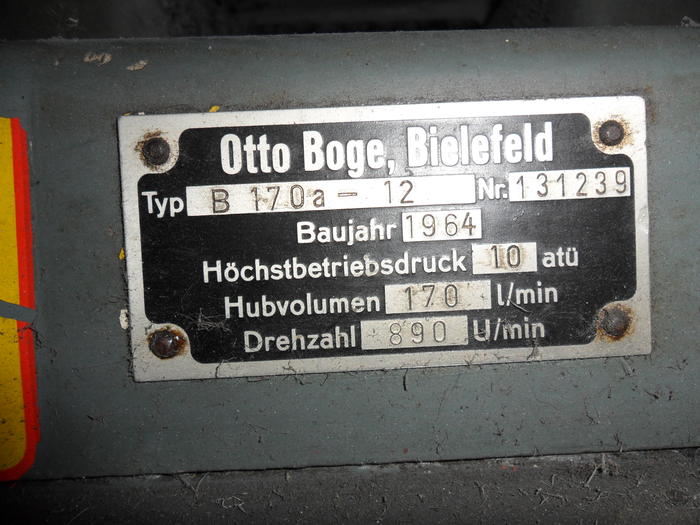 Otto Boge, Bielefeld
Typ B 170a - 12 Nr. 131239
Baujahr 1964
Höchstbetriebsdruck 10 atü
Hubvolumen 170 l/min
Drehzahl 890 U/min